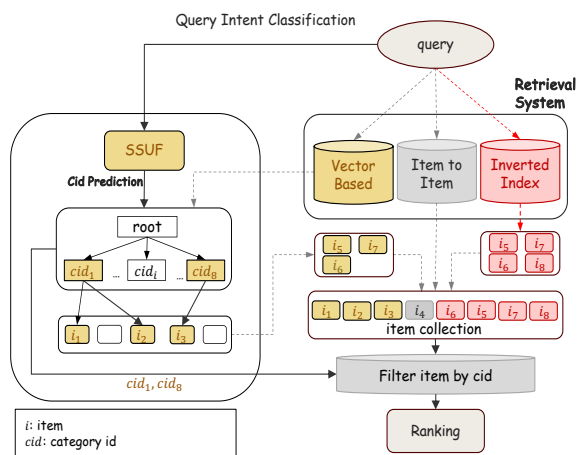 Query Intent Classification
query
Retrieval
System
SSUF
Cid Prediction
Vector
Based
Item to
Item
Inverted
Index
root
cid₁
...
cidᵢ
...
cid₈
i₅
i₇
i₆
i₅
i₇
i₆
i₈
i₁
i₂
i₃
i₁
i₂
i₃
i₄
i₆
i₅
i₇
i₈
item collection
cid₁, cid₈
Filter item by cid
Ranking
i: item
cid: category id